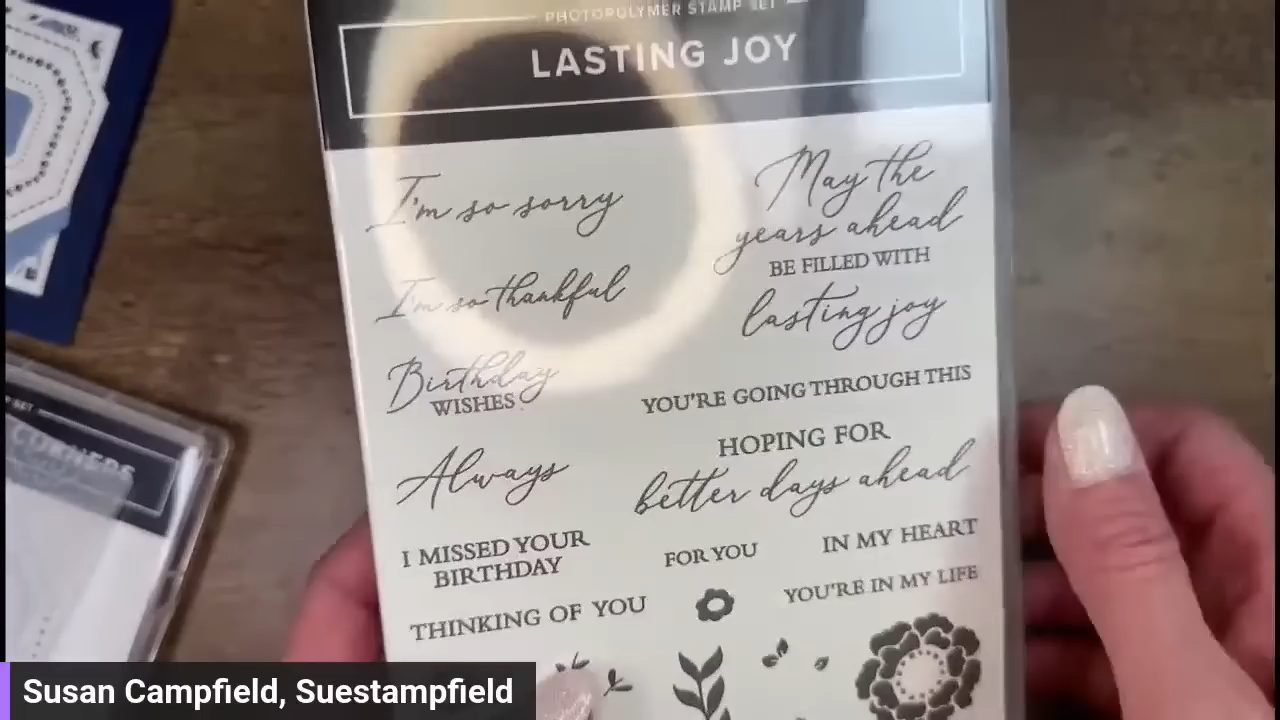 PHOTOPOLYMER STAMP SET
LASTING JOY
I'm so sorry
May the
years ahead
BE FILLED WITH
lasting joy
I'm so thankful
Birthday
WISHES
YOU'RE GOING THROUGH THIS
HOPING FOR
better days ahead
Always
I MISSED YOUR
BIRTHDAY
FOR YOU
IN MY HEART
THINKING OF YOU
YOU'RE IN MY LIFE
CORNERS
Susan Campfield, Suestampfield